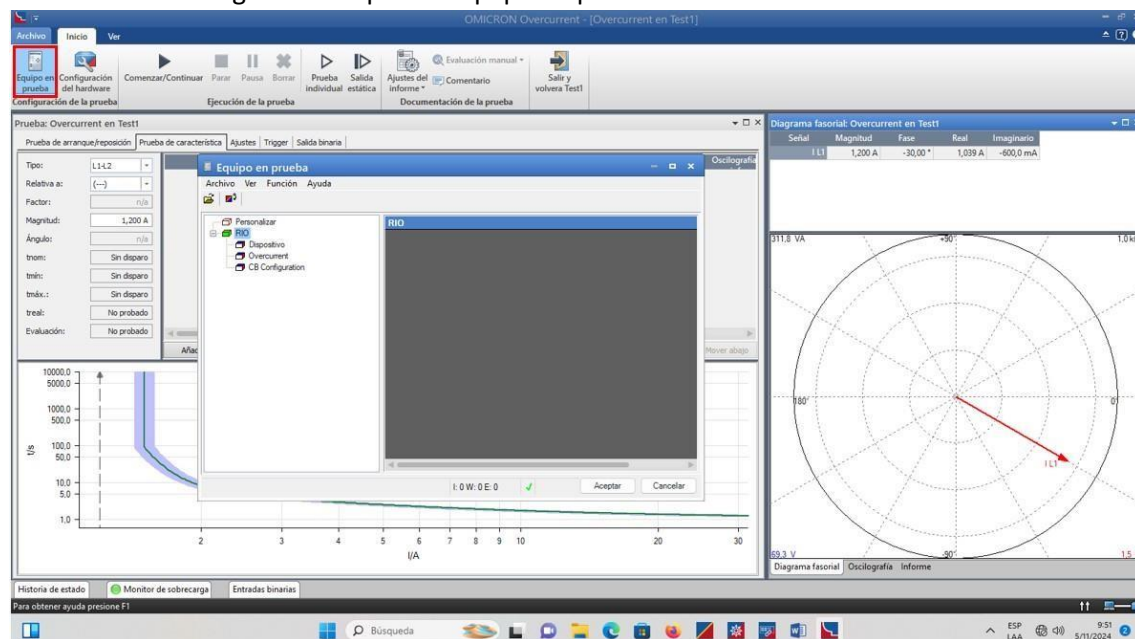 OMICRON Overcurrent - [Overcurrent en Test1]
Archivo Inicio Ver
Equipo en prueba
Configuración del hardware
Comenzar/Continuar Parar Pausa Borrar
Prueba individual
Salida estática
Ajustes del informe
Evaluación manual
Comentario
Salir y volvera Test1
Configuración de la prueba Ejecución de la prueba Documentación de la prueba
Prueba: Overcurrent en Test1
Prueba de arranque/reposición Prueba de característica Ajustes Trigger Salida binaria
Tipo: L1-L2
Relativa a: (---)
Factor: n/a
Magnitud: 1,200 A
Ángulo: n/a
tnom: Sin disparo
tmín: Sin disparo
tmáx.: Sin disparo
treal: No probado
Evaluación: No probado
Oscilografía
Mover abajo
Equipo en prueba
Archivo Ver Función Ayuda
Personalizar
RIO
Dispositivo
Overcurrent
CB Configuration
RIO
I: 0 W: 0 E: 0
Aceptar Cancelar
t/s
10000.0
5000.0
1000.0
500.0
100.0
50.0
10.0
5.0
1.0
2 3 4 5 6 7 8 9 10 20 30
I/A
Diagrama fasorial: Overcurrent en Test1
Señal Magnitud Fase Real Imaginario
I L1 1,200 A -30,00 ° 1,039 A -600,0 mA
311,8 VA +90°
180° 0°
I L1
69,3 V -90°
Diagrama fasorial Oscilografía Informe
Historia de estado Monitor de sobrecarga Entradas binarias
Para obtener ayuda presione F1
Búsqueda
ESP
LAA
9:51
5/11/2024